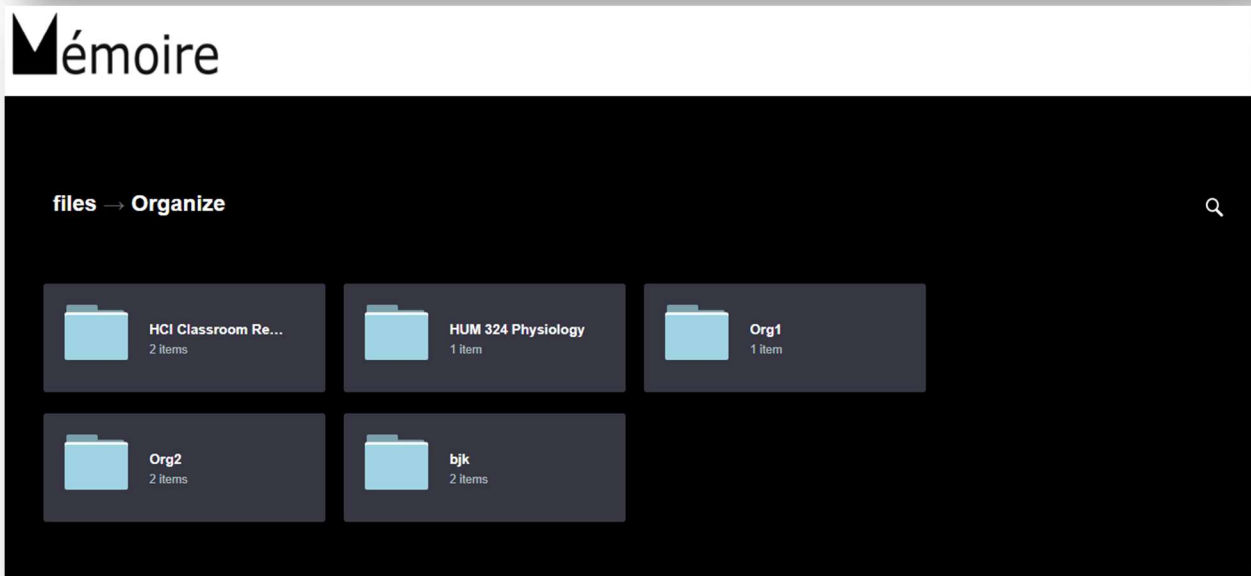 Mémoire
files → Organize
HCI Classroom Re...
2 items
HUM 324 Physiology
1 item
Org1
1 item
Org2
2 items
bjk
2 items